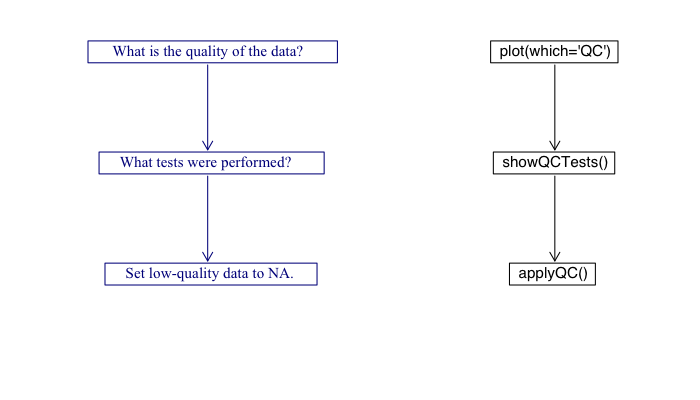 What is the quality of the data?
plot(which='QC')
What tests were performed?
showQCTests()
Set low-quality data to NA.
applyQC()